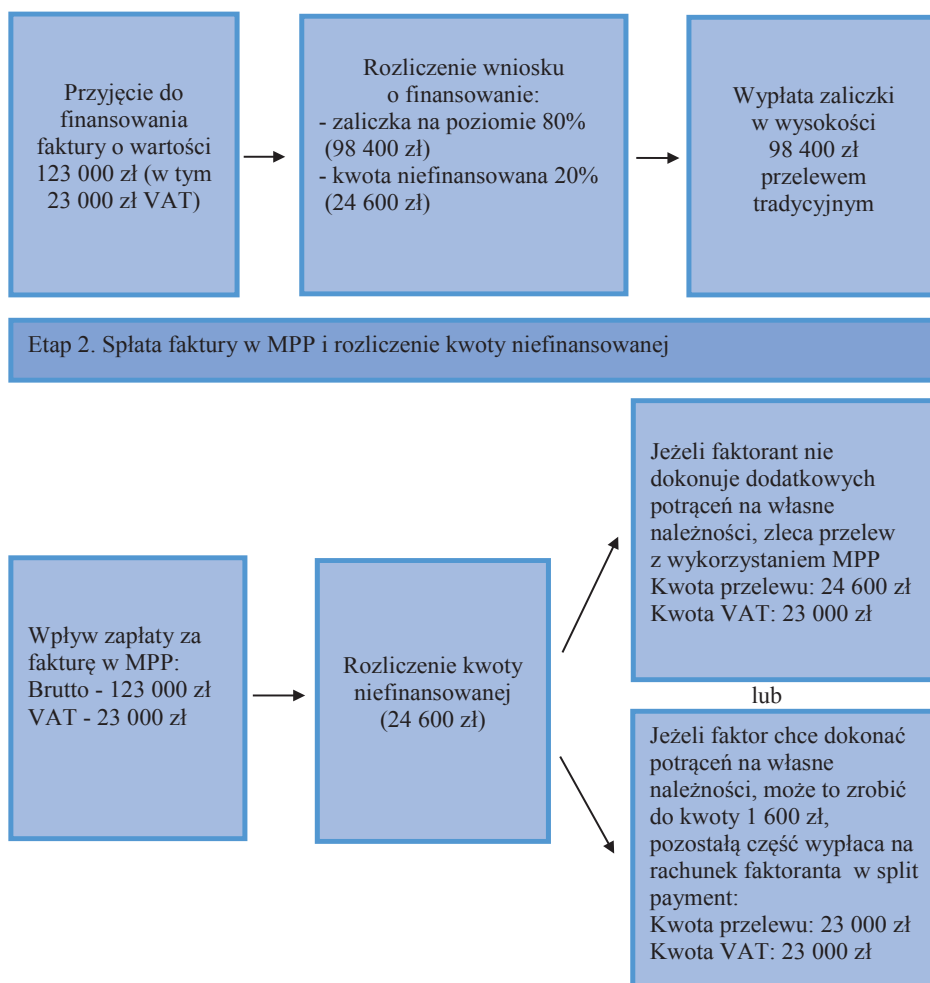 Przyjęcie do
finansowania
faktury o wartości
123 000 zł (w tym
23 000 zł VAT)
Rozliczenie wniosku
o finansowanie:
- zaliczka na poziomie 80%
(98 400 zł)
- kwota niefinansowana 20%
(24 600 zł)
Wypłata zaliczki
w wysokości
98 400 zł
przelewem
tradycyjnym
Etap 2. Spłata faktury w MPP i rozliczenie kwoty niefinansowanej
Wpływ zapłaty za
fakturę w MPP:
Brutto - 123 000 zł
VAT - 23 000 zł
Rozliczenie kwoty
niefinansowanej
(24 600 zł)
Jeżeli faktorant nie
dokonuje dodatkowych
potrąceń na własne
należności, zleca przelew
z wykorzystaniem MPP
Kwota przelewu: 24 600 zł
Kwota VAT: 23 000 zł
lub
Jeżeli faktor chce dokonać
potrąceń na własne
należności, może to zrobić
do kwoty 1 600 zł,
pozostałą część wypłaca na
rachunek faktoranta w split
payment:
Kwota przelewu: 23 000 zł
Kwota VAT: 23 000 zł